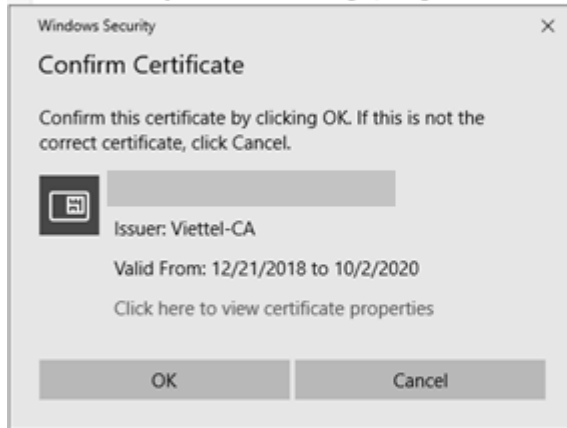 Windows Security
Confirm Certificate
Confirm this certificate by clicking OK. If this is not the
correct certificate, click Cancel.
Issuer: Viettel-CA
Valid From: 12/21/2018 to 10/2/2020
Click here to view certificate properties
OK
Cancel